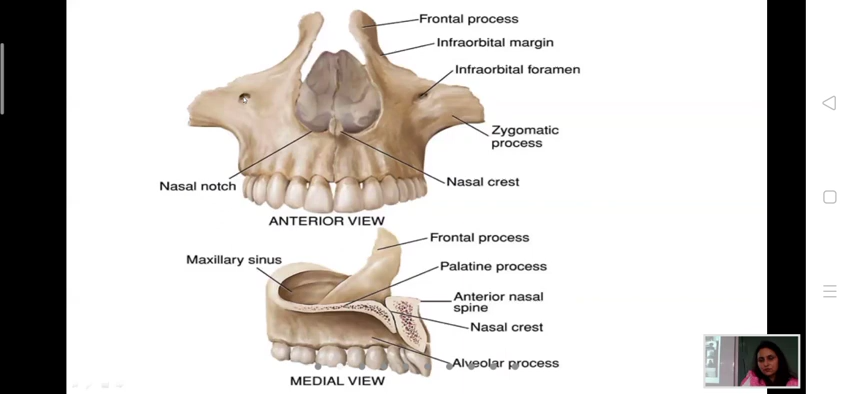 Frontal process
Infraorbital margin
Infraorbital foramen
Zygomatic
process
Nasal notch
Nasal crest
ANTERIOR VIEW
Frontal process
Maxillary sinus
Palatine process
Anterior nasal
spine
Nasal crest
Alveolar process
MEDIAL VIEW